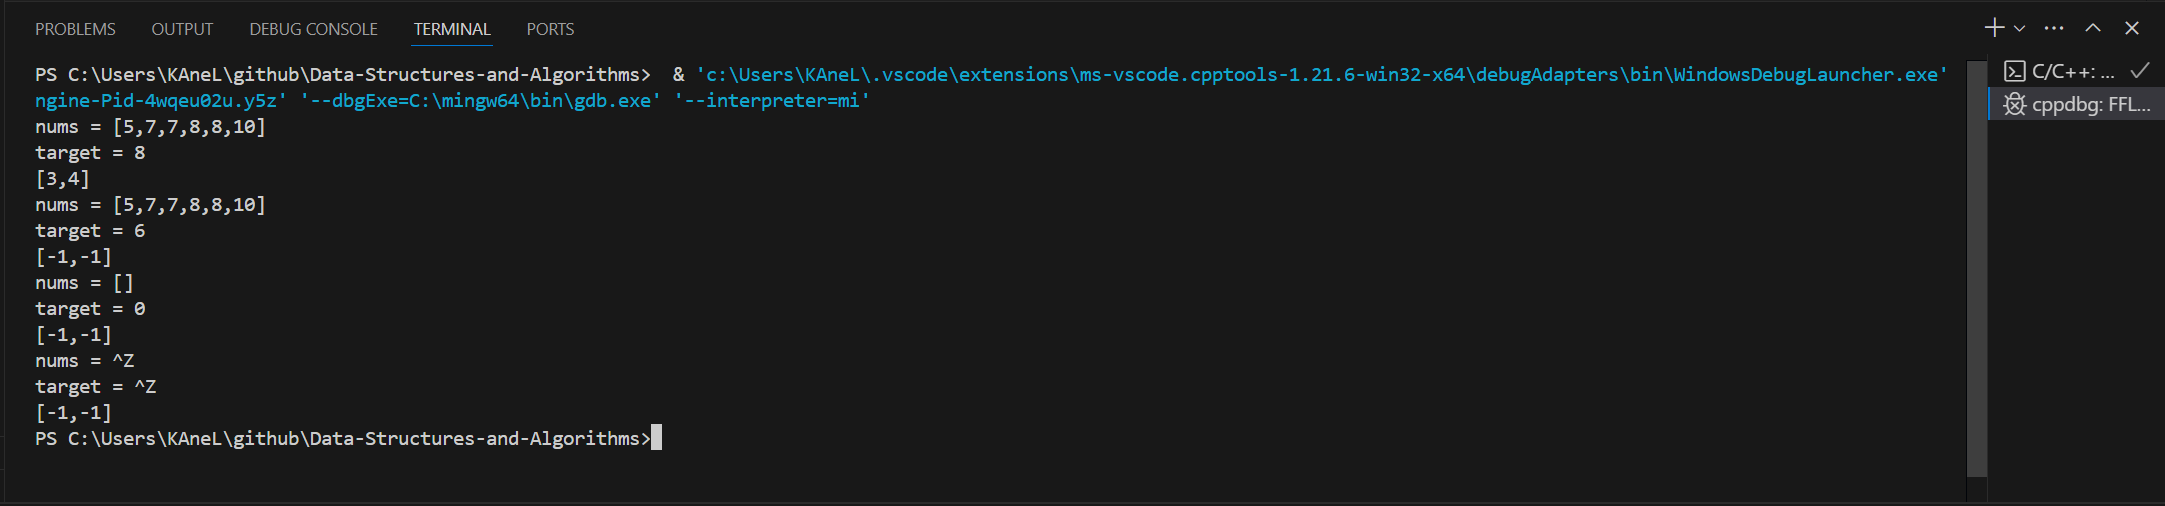 PROBLEMS OUTPUT DEBUG CONSOLE TERMINAL PORTS
PS C:\Users\KAneL\github\Data-Structures-and-Algorithms>  & 'c:\Users\KAneL\.vscode\extensions\ms-vscode.cpptools-1.21.6-win32-x64\debugAdapters\bin\WindowsDebugLauncher.exe'
ngine-Pid-4wqeu02u.y5z' '--dbgExe=C:\mingw64\bin\gdb.exe' '--interpreter=mi'
nums = [5,7,7,8,8,10]
target = 8
[3,4]
nums = [5,7,7,8,8,10]
target = 6
[-1,-1]
nums = []
target = 0
[-1,-1]
nums = ^Z
target = ^Z
[-1,-1]
PS C:\Users\KAneL\github\Data-Structures-and-Algorithms>
C/C++: ...
cppdbg: FFL...